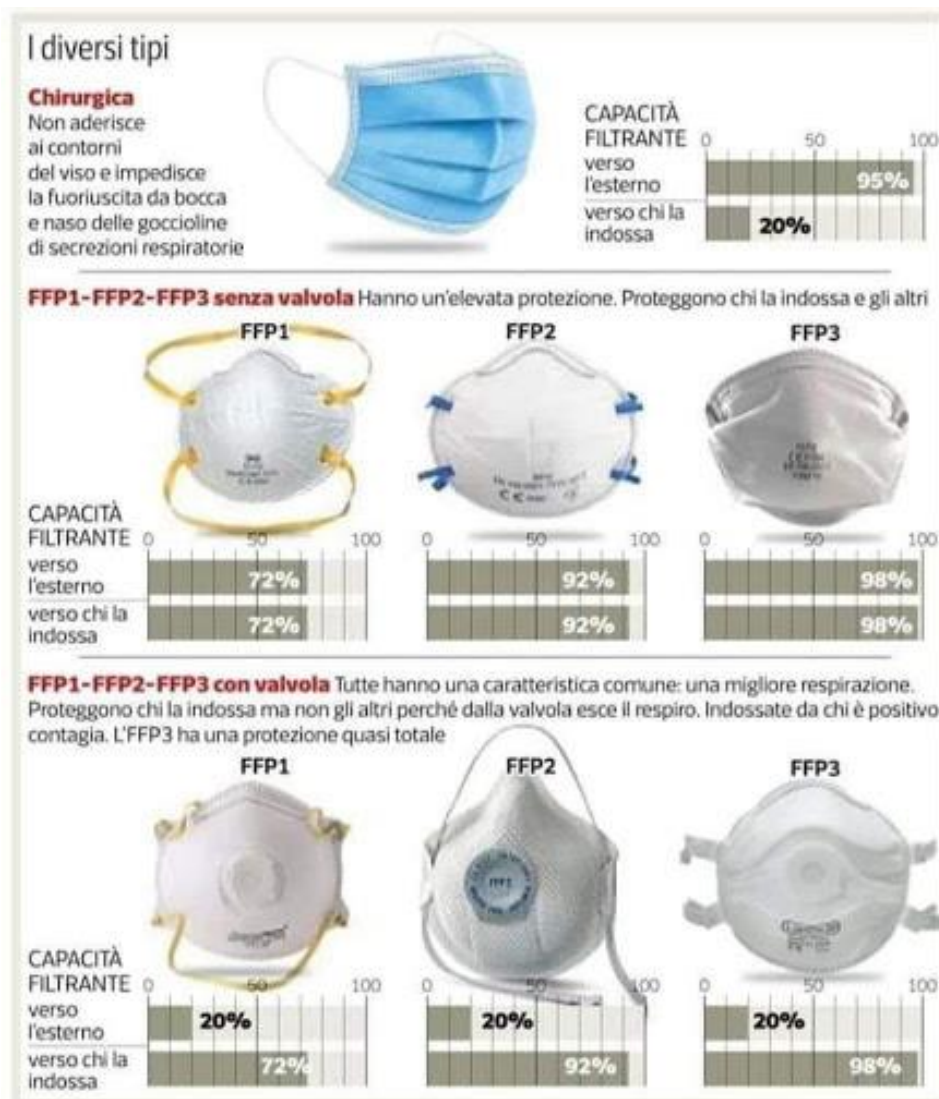 I diversi tipi
Chirurgica
Non aderisce
ai contorni
del viso e impedisce
la fuoriuscita da bocca
e naso delle goccioline
di secrezioni respiratorie
CAPACITÀ
FILTRANTE 0 50 100
verso
l'esterno 95%
verso chi la
indossa 20%
FFP1-FFP2-FFP3 senza valvola Hanno un'elevata protezione. Proteggono chi la indossa e gli altri
FFP1 FFP2 FFP3
CAPACITÀ
FILTRANTE 0 50 100 0 50 100 0 50 100
verso
l'esterno 72% 92% 98%
verso chi la
indossa 72% 92% 98%
FFP1-FFP2-FFP3 con valvola Tutte hanno una caratteristica comune: una migliore respirazione.
Proteggono chi la indossa ma non gli altri perché dalla valvola esce il respiro. Indossate da chi è positivo
contagia. L'FFP3 ha una protezione quasi totale
FFP1 FFP2 FFP3
FFP2
CAPACITÀ
FILTRANTE 0 50 100 0 50 100 0 50 100
verso
l'esterno 20% 20% 20%
verso chi la
indossa 72% 92% 98%